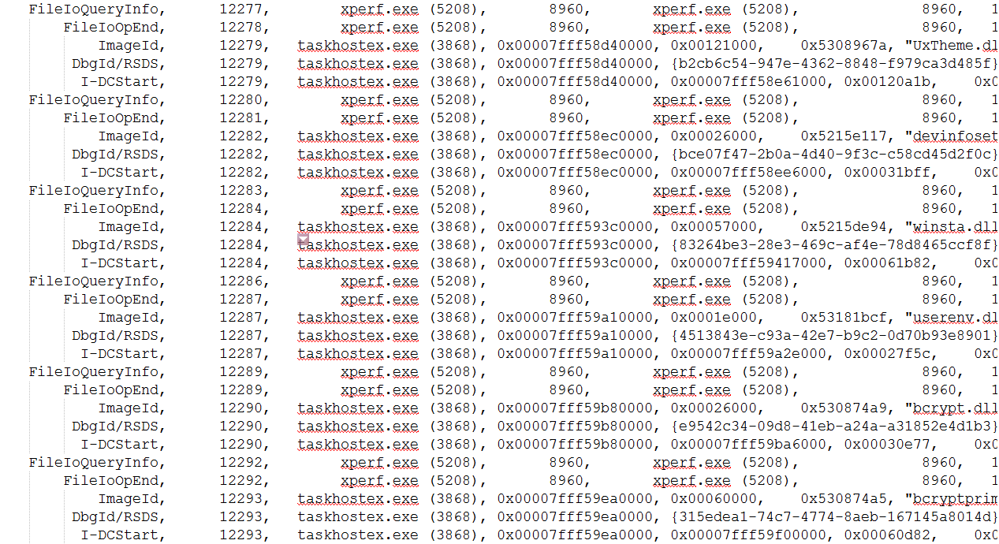 FileIoQueryInfo, 12277, xperf.exe (5208), 8960, xperf.exe (5208), 8960, 1
FileIoOpEnd, 12278, xperf.exe (5208), 8960, xperf.exe (5208), 8960, 1
ImageId, 12279, taskhostex.exe (3868), 0x00007fff58d40000, 0x00121000, 0x5308967a, "UxTheme.dll
DbgId/RSDS, 12279, taskhostex.exe (3868), 0x00007fff58d40000, {b2cb6c54-947e-4362-8848-f979ca3d485f}
I-DCStart, 12279, taskhostex.exe (3868), 0x00007fff58d40000, 0x00007fff58e61000, 0x00120a1b, 0x0
FileIoQueryInfo, 12280, xperf.exe (5208), 8960, xperf.exe (5208), 8960, 1
FileIoOpEnd, 12281, xperf.exe (5208), 8960, xperf.exe (5208), 8960, 1
ImageId, 12282, taskhostex.exe (3868), 0x00007fff58ec0000, 0x00026000, 0x5215e117, "devinfoset
DbgId/RSDS, 12282, taskhostex.exe (3868), 0x00007fff58ec0000, {bce07f47-2b0a-4d40-9f3c-c58cd45d2f0c}
I-DCStart, 12282, taskhostex.exe (3868), 0x00007fff58ec0000, 0x00007fff58ee6000, 0x00031bff, 0x0
FileIoQueryInfo, 12283, xperf.exe (5208), 8960, xperf.exe (5208), 8960, 1
FileIoOpEnd, 12284, xperf.exe (5208), 8960, xperf.exe (5208), 8960, 1
ImageId, 12284, taskhostex.exe (3868), 0x00007fff593c0000, 0x00057000, 0x5215de94, "winsta.dll
DbgId/RSDS, 12284, taskhostex.exe (3868), 0x00007fff593c0000, {83264be3-28e3-469c-af4e-78d8465ccf8f}
I-DCStart, 12284, taskhostex.exe (3868), 0x00007fff593c0000, 0x00007fff59417000, 0x00061b82, 0x0
FileIoQueryInfo, 12286, xperf.exe (5208), 8960, xperf.exe (5208), 8960, 1
FileIoOpEnd, 12287, xperf.exe (5208), 8960, xperf.exe (5208), 8960, 1
ImageId, 12287, taskhostex.exe (3868), 0x00007fff59a10000, 0x0001e000, 0x53181bcf, "userenv.dl
DbgId/RSDS, 12287, taskhostex.exe (3868), 0x00007fff59a10000, {4513843e-c93a-42e7-b9c2-0d70b93e8901}
I-DCStart, 12287, taskhostex.exe (3868), 0x00007fff59a10000, 0x00007fff59a2e000, 0x00027f5c, 0x0
FileIoQueryInfo, 12289, xperf.exe (5208), 8960, xperf.exe (5208), 8960, 1
FileIoOpEnd, 12289, xperf.exe (5208), 8960, xperf.exe (5208), 8960, 1
ImageId, 12290, taskhostex.exe (3868), 0x00007fff59b80000, 0x00026000, 0x530874a9, "bcrypt.dll
DbgId/RSDS, 12290, taskhostex.exe (3868), 0x00007fff59b80000, {e9542c34-09d8-41eb-a24a-a31852e4d1b3}
I-DCStart, 12290, taskhostex.exe (3868), 0x00007fff59b80000, 0x00007fff59ba6000, 0x00030e77, 0x0
FileIoQueryInfo, 12292, xperf.exe (5208), 8960, xperf.exe (5208), 8960, 1
FileIoOpEnd, 12292, xperf.exe (5208), 8960, xperf.exe (5208), 8960, 1
ImageId, 12293, taskhostex.exe (3868), 0x00007fff59ea0000, 0x00060000, 0x530874a5, "bcryptprim
DbgId/RSDS, 12293, taskhostex.exe (3868), 0x00007fff59ea0000, {315edea1-74c7-4774-8aeb-167145a8014d}
I-DCStart, 12293, taskhostex.exe (3868), 0x00007fff59ea0000, 0x00007fff59f00000, 0x00060d82, 0x0